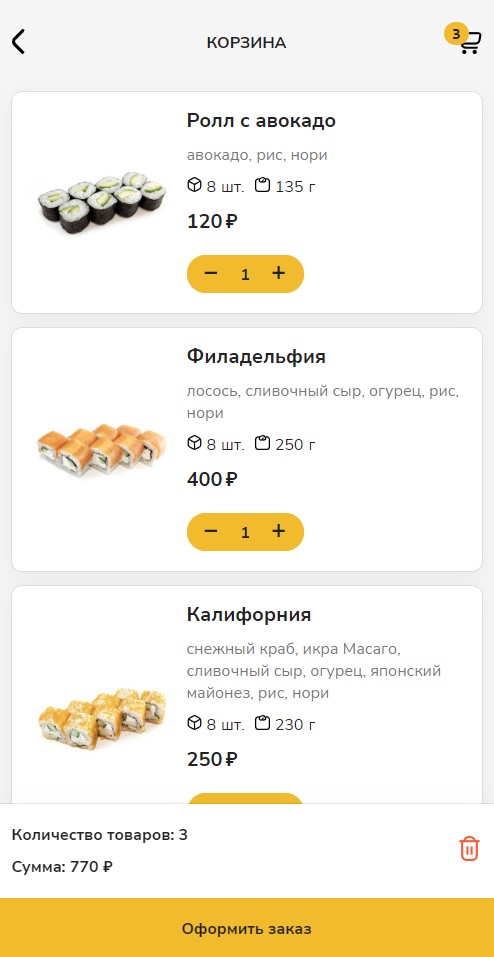 КОРЗИНА
3
Ролл с авокадо
авокадо, рис, нори
8 шт. 135 г
120 ₽
− 1 +
Филадельфия
лосось, сливочный сыр, огурец, рис,
нори
8 шт. 250 г
400 ₽
− 1 +
Калифорния
снежный краб, икра Масаго,
сливочный сыр, огурец, японский
майонез, рис, нори
8 шт. 230 г
250 ₽
Количество товаров: 3
Сумма: 770 ₽
Оформить заказ